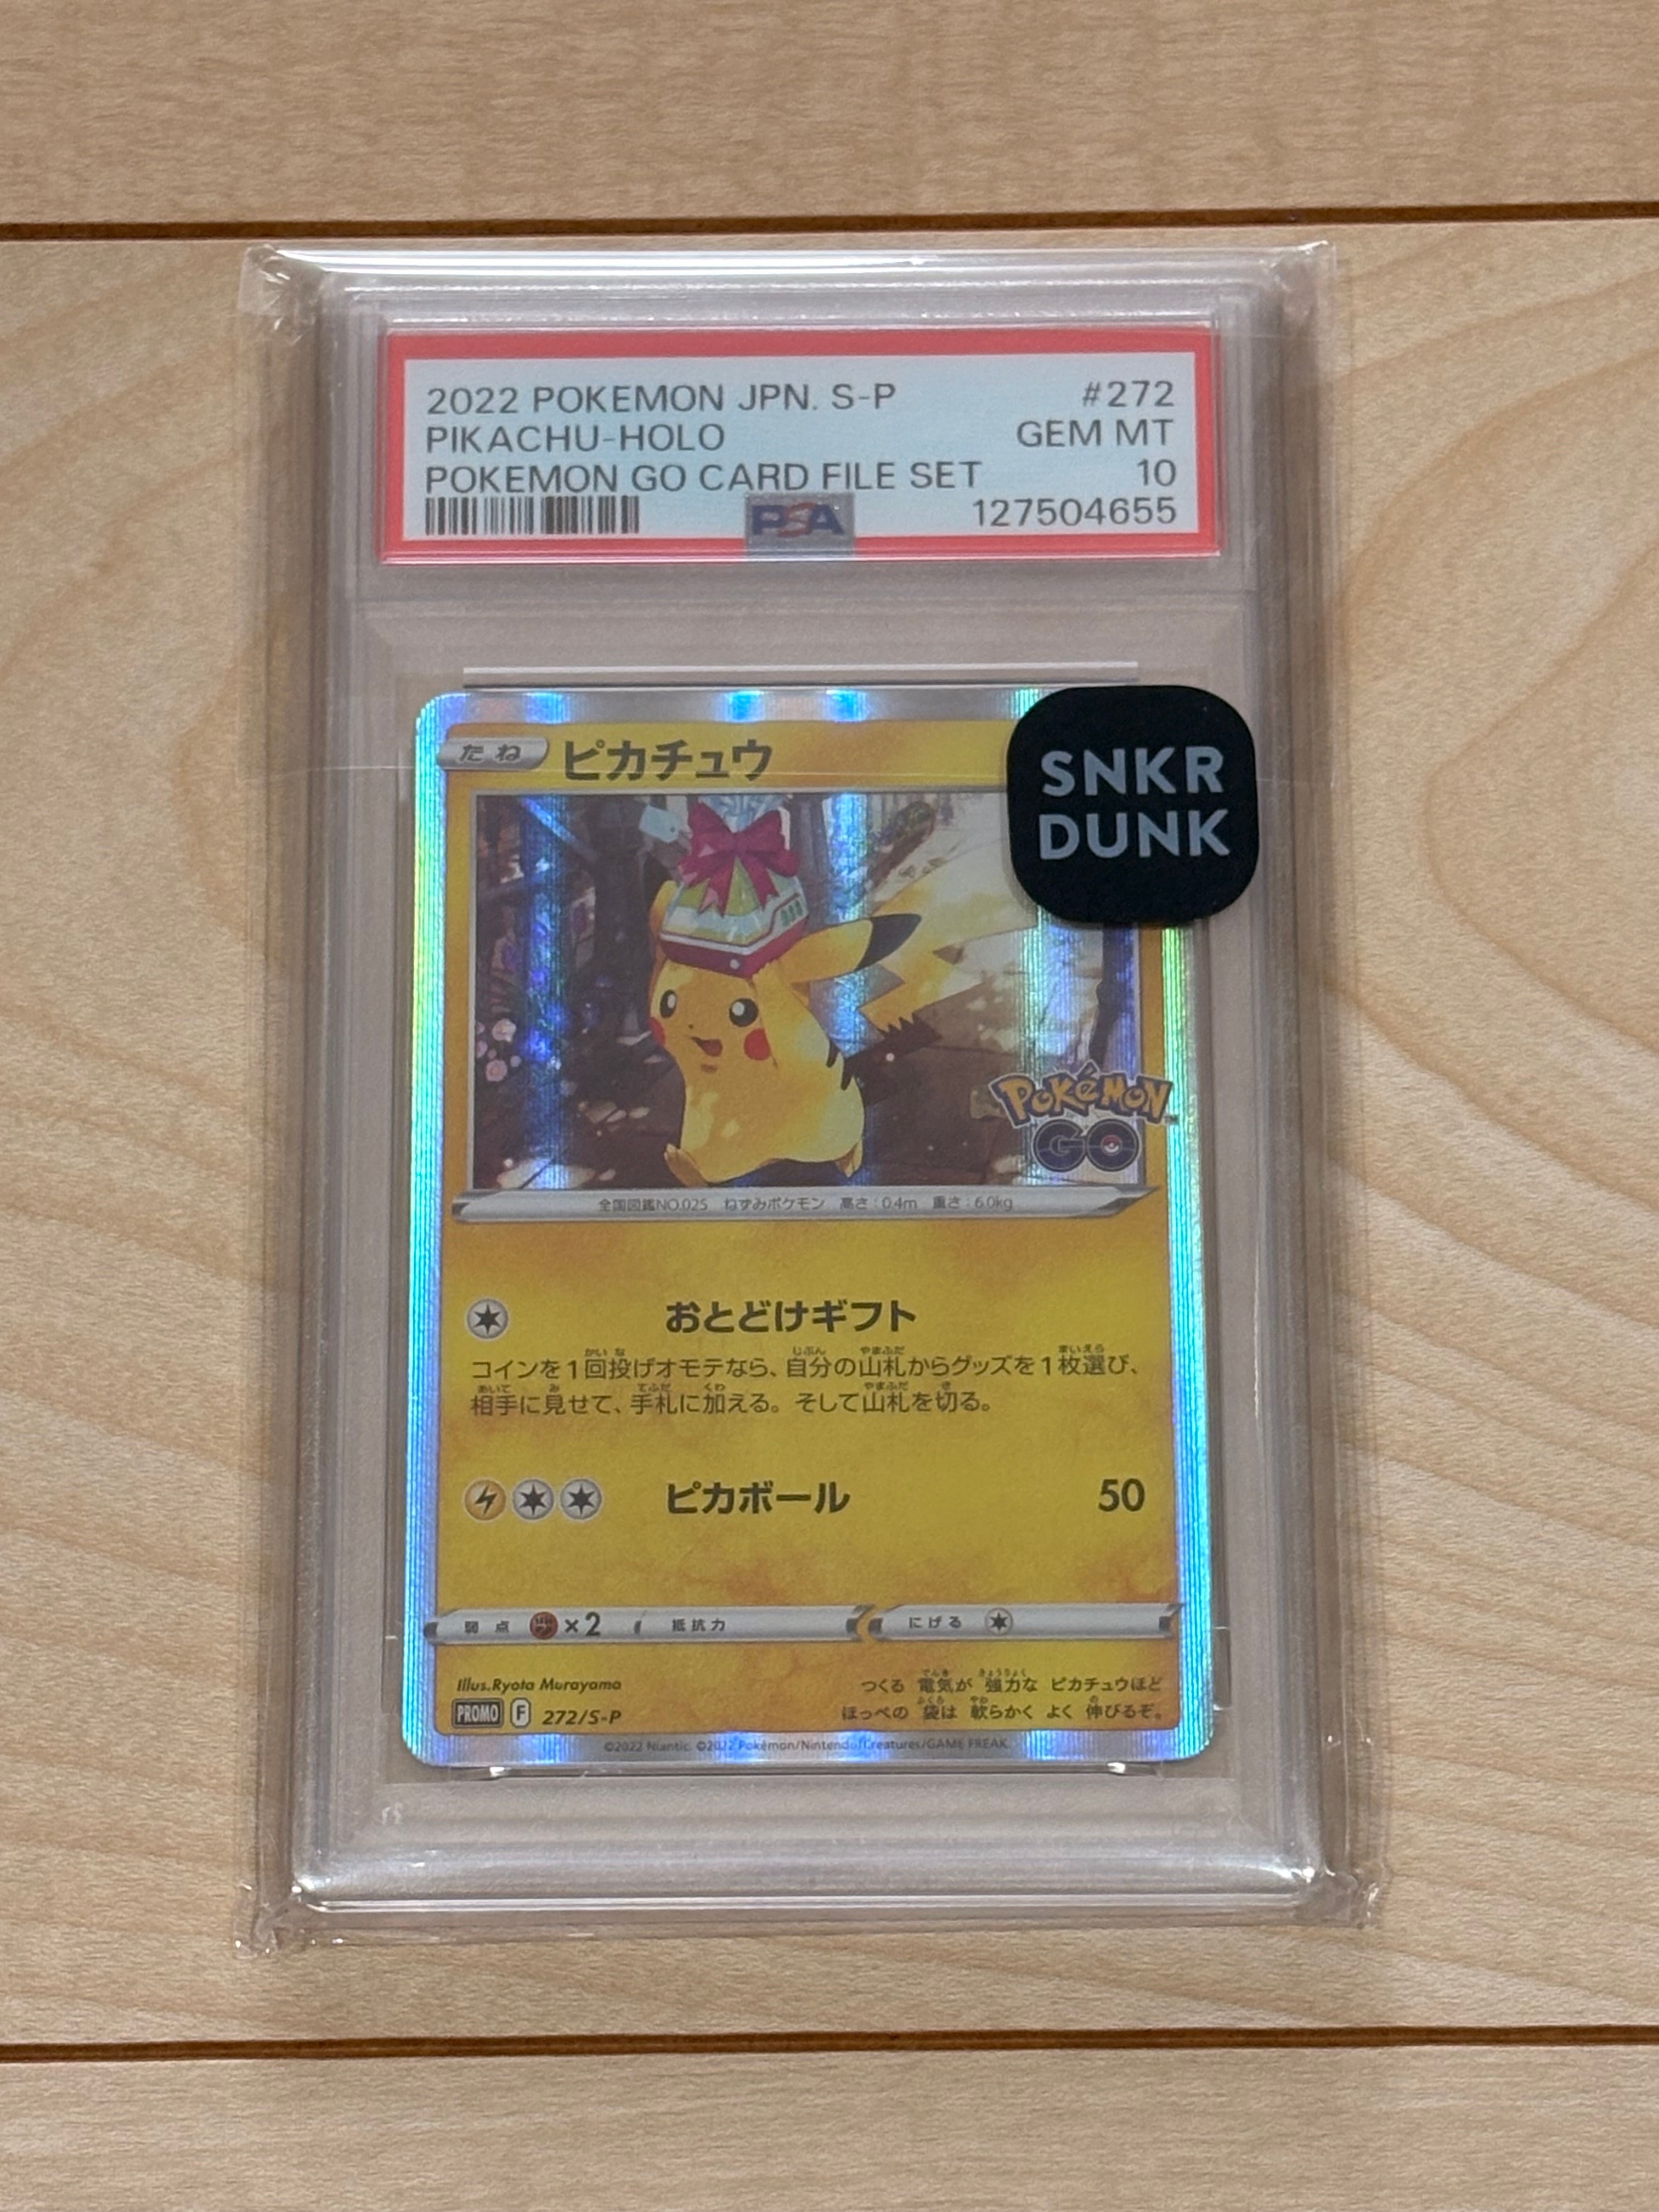 2022 POKEMON JPN. S-P #272
PIKACHU-HOLO GEM MT
POKEMON GO CARD FILE SET 10
PSA 127504655
たね ピカチュウ
SNKR
DUNK
POKÉMON
GO
全国図鑑NO.025 ねずみポケモン 高さ:0.4m 重さ:6.0kg
おとどけギフト
コインを1回投げオモテなら、自分の山札からグッズを1枚選び、
相手に見せて、手札に加える。そして山札を切る。
ピカボール 50
弱点 ×2 抵抗力 にげる
Illus.Ryota Murayama
つくる 電気が 強力な ピカチュウほど
ほっぺの 袋は 軟らかく よく 伸びるぞ。
PROMO F 272/S-P
©2022 Niantic. ©2022 Pokémon/Nintendo/Creatures/GAME FREAK.